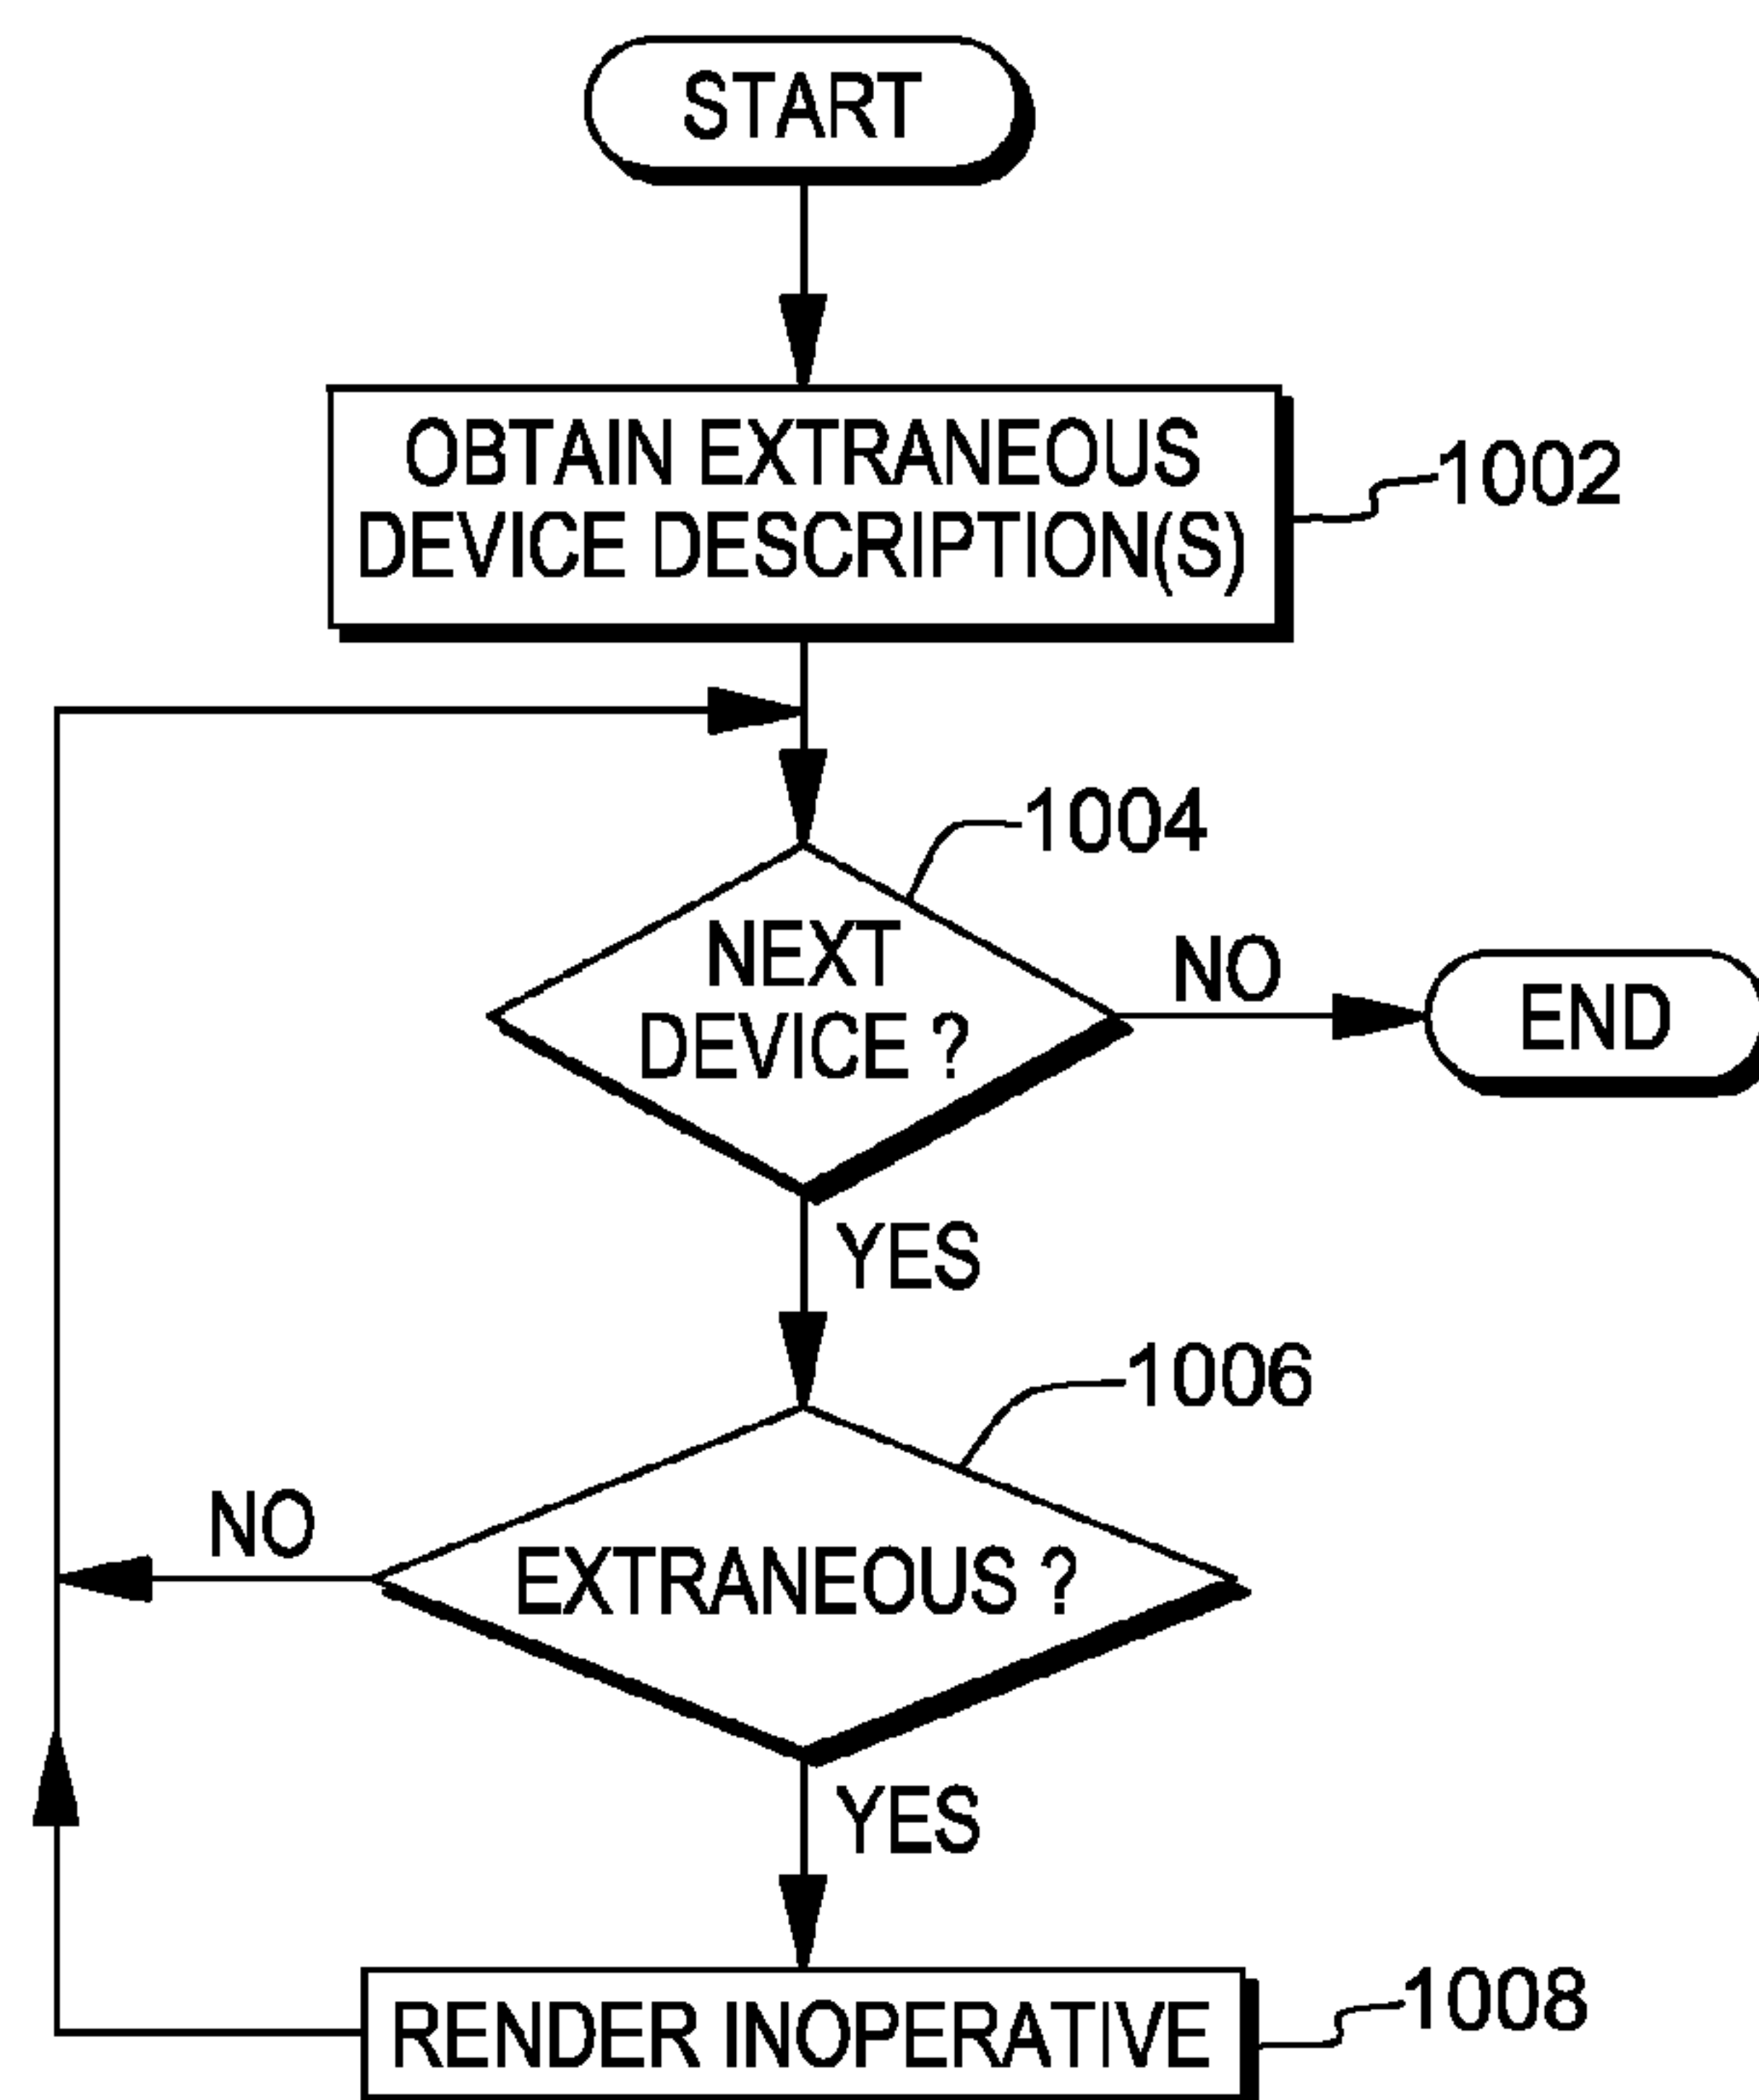 START
OBTAIN EXTRANEOUS
DEVICE DESCRIPTION(S)
1002
1004
NEXT
DEVICE ?
NO
END
YES
1006
NO
EXTRANEOUS ?
YES
RENDER INOPERATIVE
1008